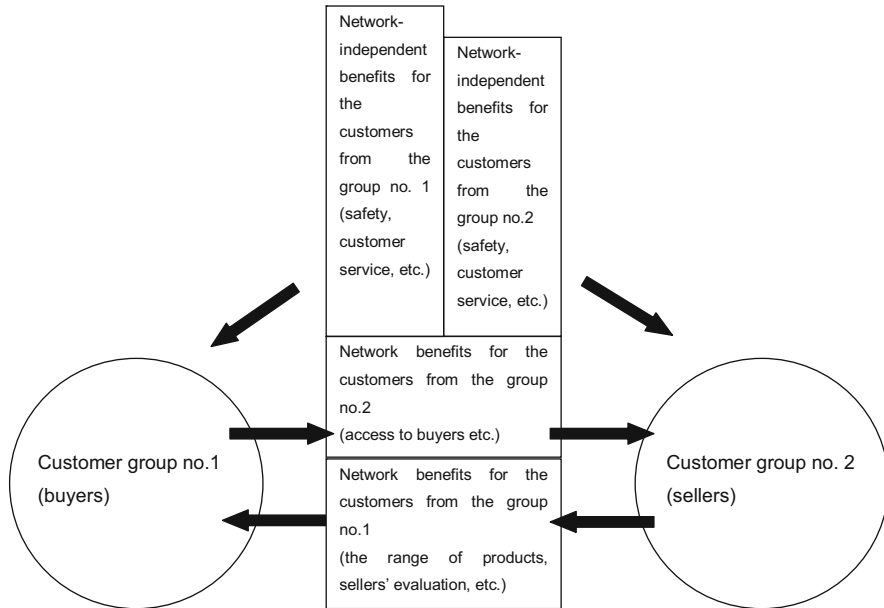 Network-
independent
benefits for
the
customers
from the
group no. 1
(safety,
customer
service, etc.)
Network-
independent
benefits for
the
customers
from the
group no.2
(safety,
customer
service, etc.)
Network benefits for the
customers from the group
no.2
(access to buyers etc.)
Customer group no.1
(buyers)
Customer group no. 2
(sellers)
Network benefits for the
customers from the group
no.1
(the range of products,
sellers' evaluation, etc.)